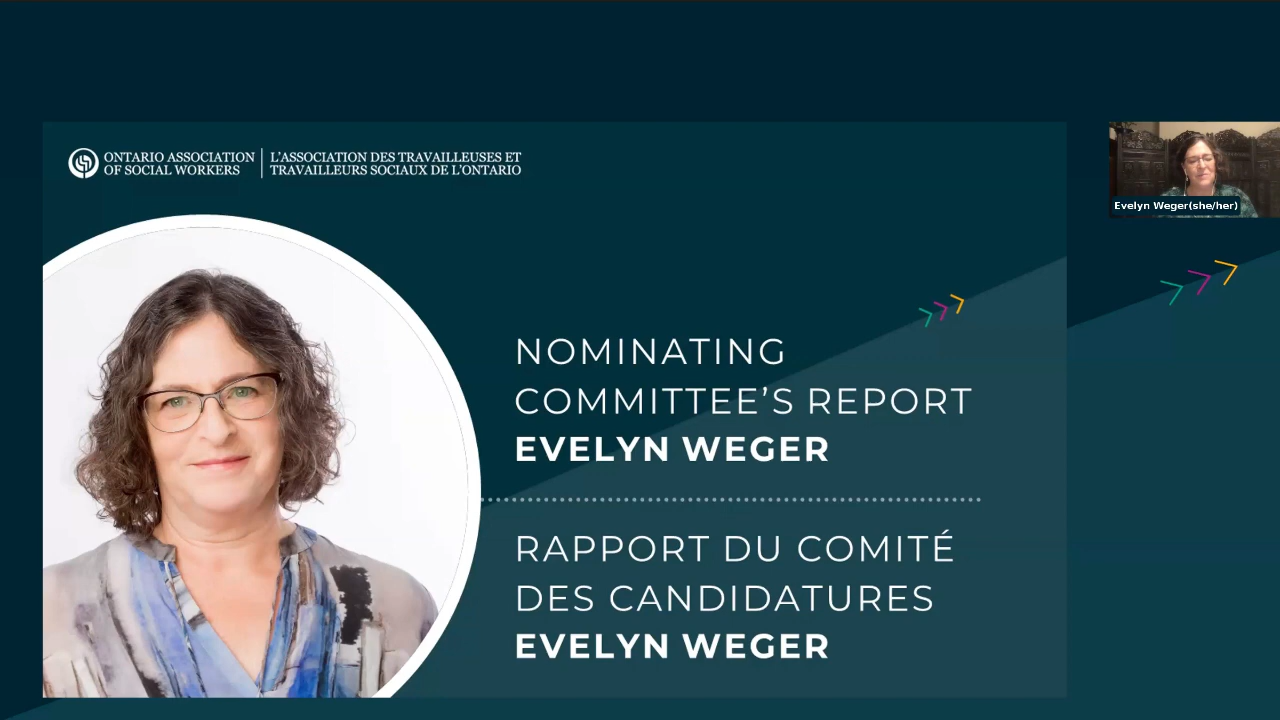 ONTARIO ASSOCIATION
OF SOCIAL WORKERS
L'ASSOCIATION DES TRAVAILLEUSES ET
TRAVAILLEURS SOCIAUX DE L'ONTARIO
Evelyn Weger(she/her)
NOMINATING
COMMITTEE'S REPORT
EVELYN WEGER
RAPPORT DU COMITÉ
DES CANDIDATURES
EVELYN WEGER